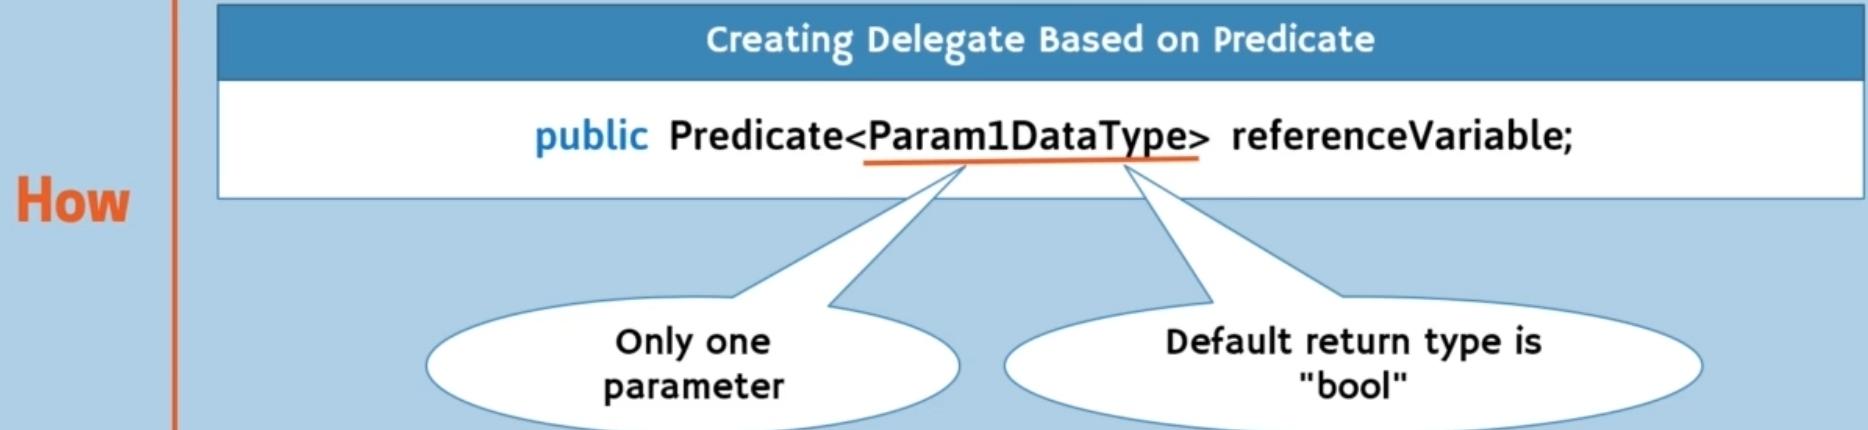 How
Creating Delegate Based on Predicate
public Predicate<Param1DataType> referenceVariable;
Only one
parameter
Default return type is
"bool"